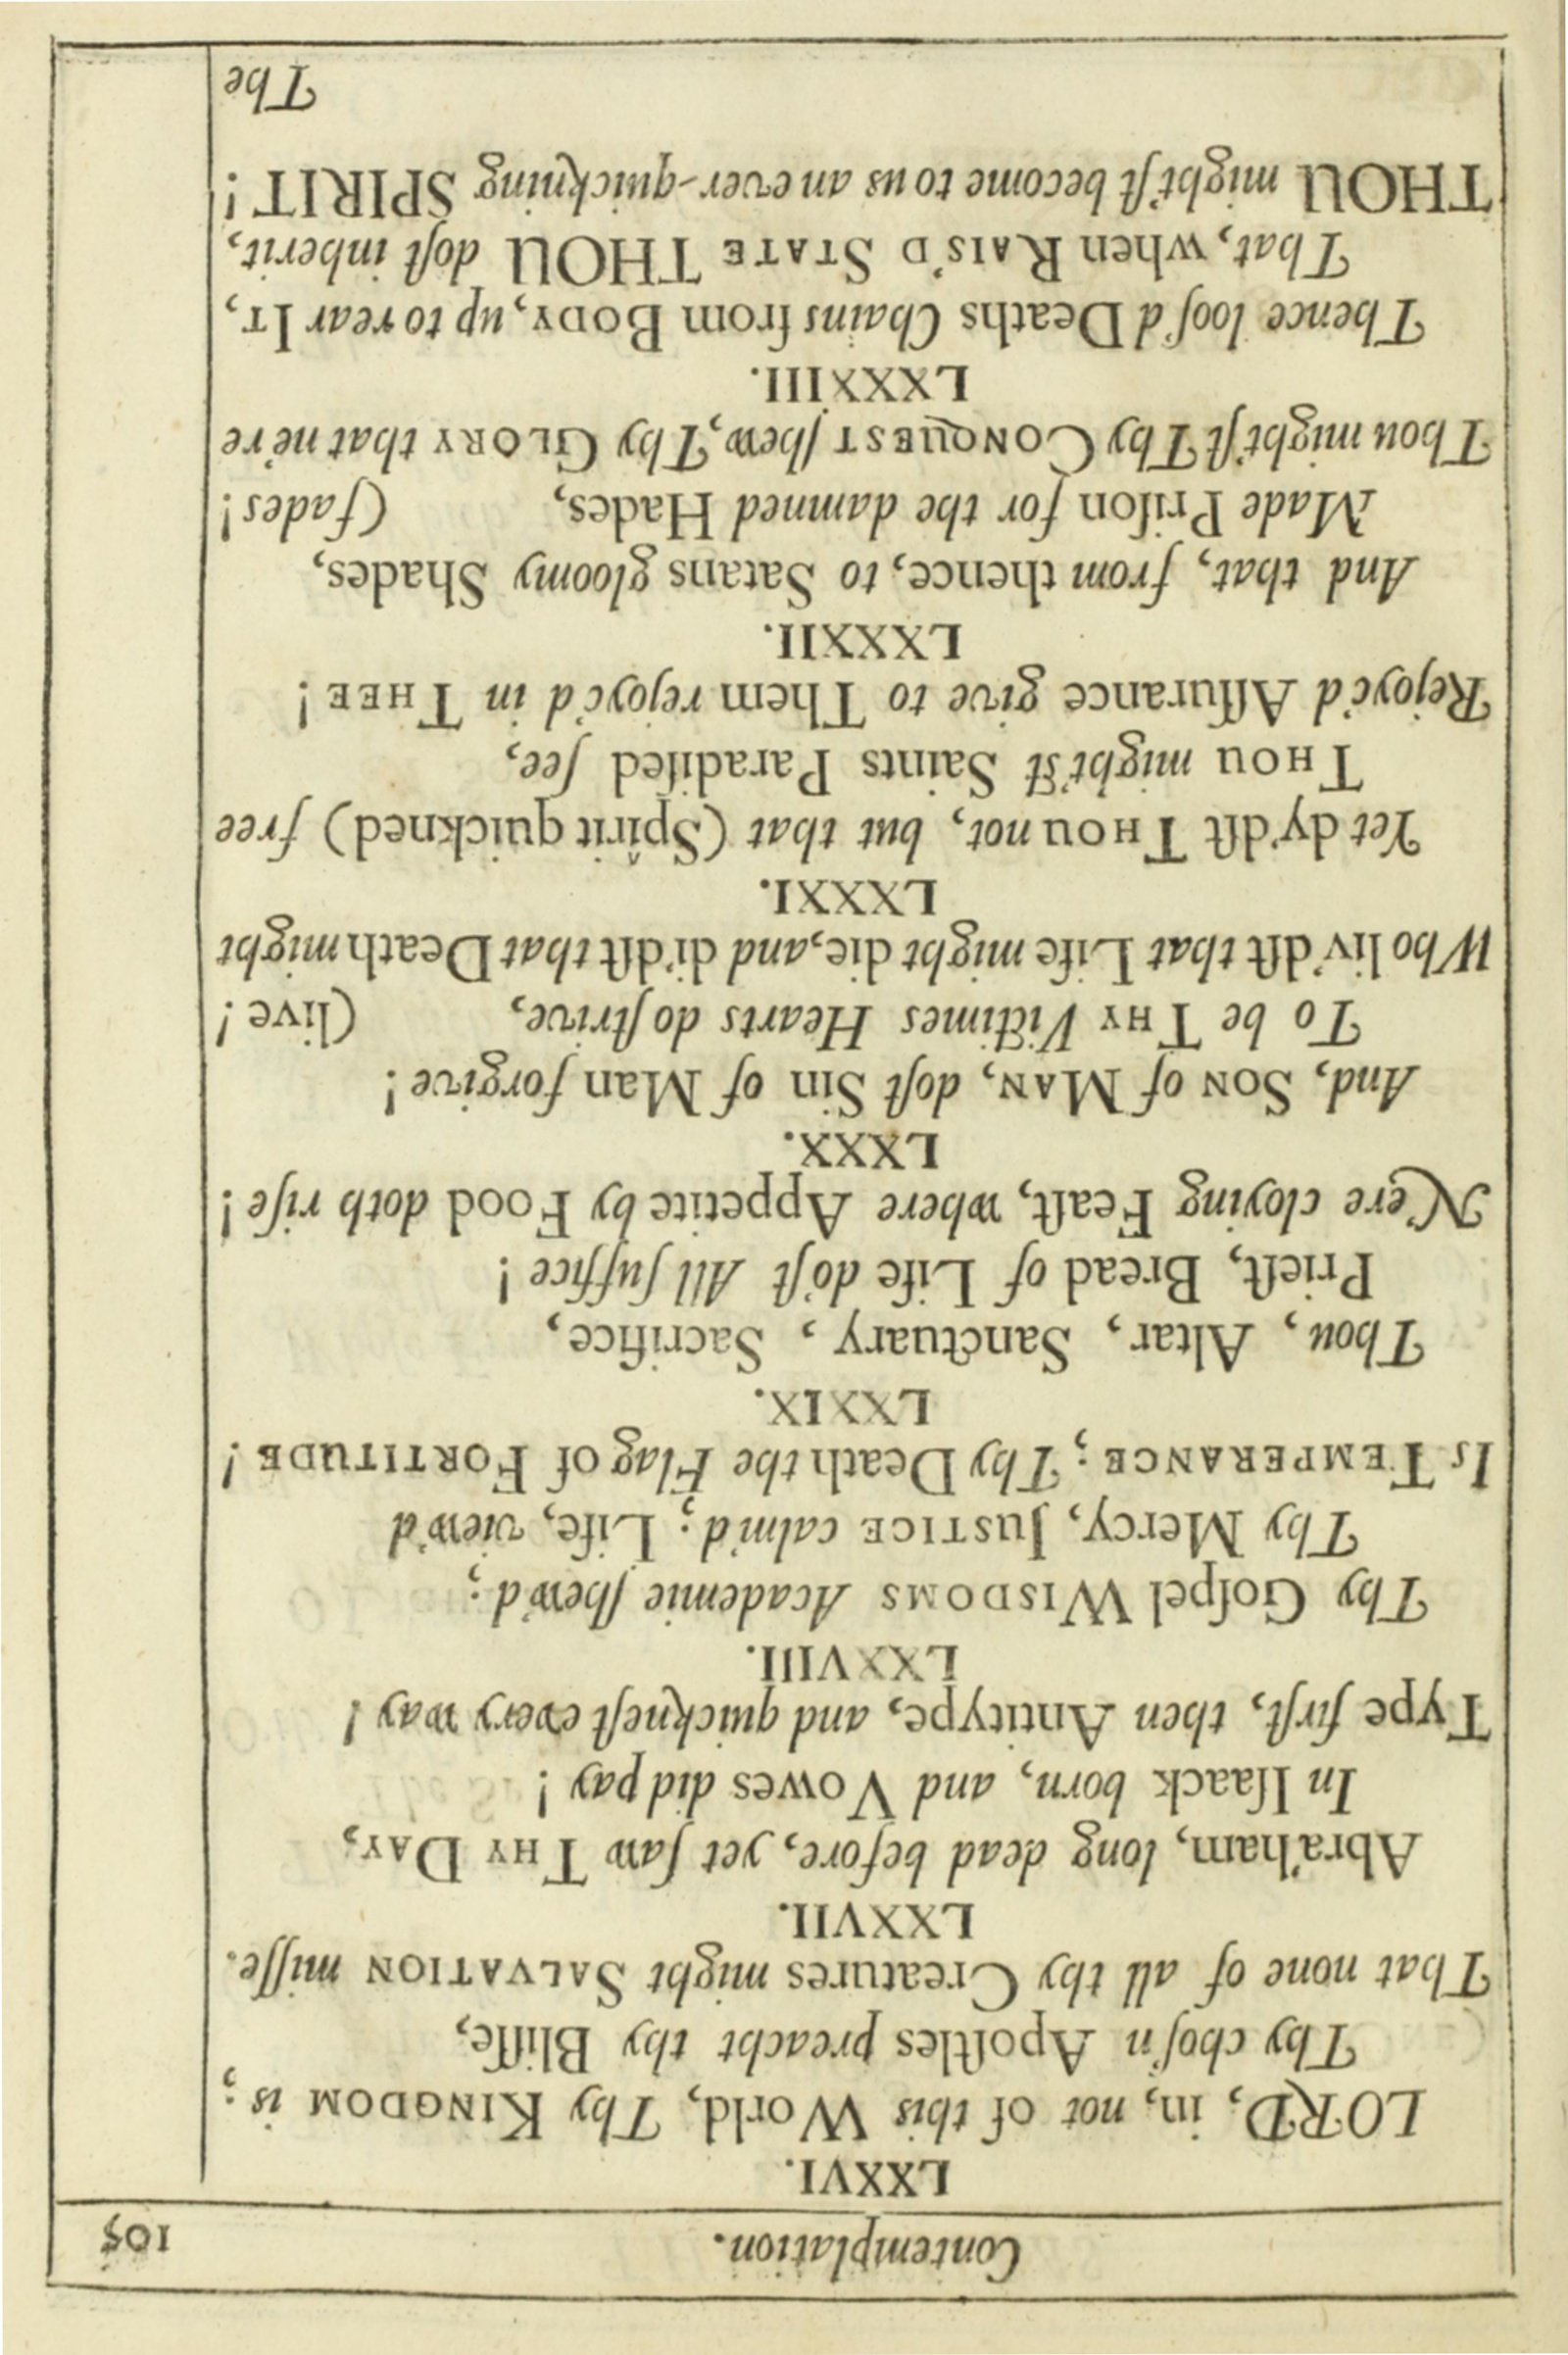 Contemplation. 105
LXXVI.
LORD, in, not of this World, Thy KINGDOM is;
Thy choſ'n Apoſtles preacht thy Bliſſe,
That none of all thy Creatures might SALVATION miſſe.
LXXVII.
Abra'ham, long dead before, yet ſaw THY DAY,
In Iſaack born, and Vowes did pay!
Type firſt, then Antitype, and quickneſt every way!
LXXVIII.
Thy Goſpel WISDOMS Academie ſhew'd;
Thy Mercy, JUSTICE calm'd; Life, view'd
Is TEMPERANCE; Thy Death the Flag of FORTITUDE!
LXXIX.
Thou, Altar, Sanctuary, Sacrifice,
Prieſt, Bread of Life do'ſt All ſuffice!
Ne're cloying Feaſt, where Appetite by Food doth riſe!
LXXX.
And, SON of MAN, doſt Sin of Man forgive!
To be THY Victimes Hearts do ſtrive, (live!
Who liv'dſt that Life might die, and di'dſt that Death might
LXXXI.
Yet dy'dſt THOU not, but that (Spirit quickned) free
THOU might'ſt Saints Paradiſed ſee,
Rejoyc'd Aſſurance give to Them rejoyc'd in THEE!
LXXXII.
And that, from thence, to Satans gloomy Shades,
Made Priſon for the damned Hades, (fades!
Thou might'ſt Thy CONQUEST ſhew, Thy GLORY that ne're
LXXXIII.
Thence looſ'd Deaths Chains from BODY, up to rear IT,
That, when RAIS'D STATE THOU doſt inherit,
THOU might'ſt become to us an ever-quickning SPIRIT!
The